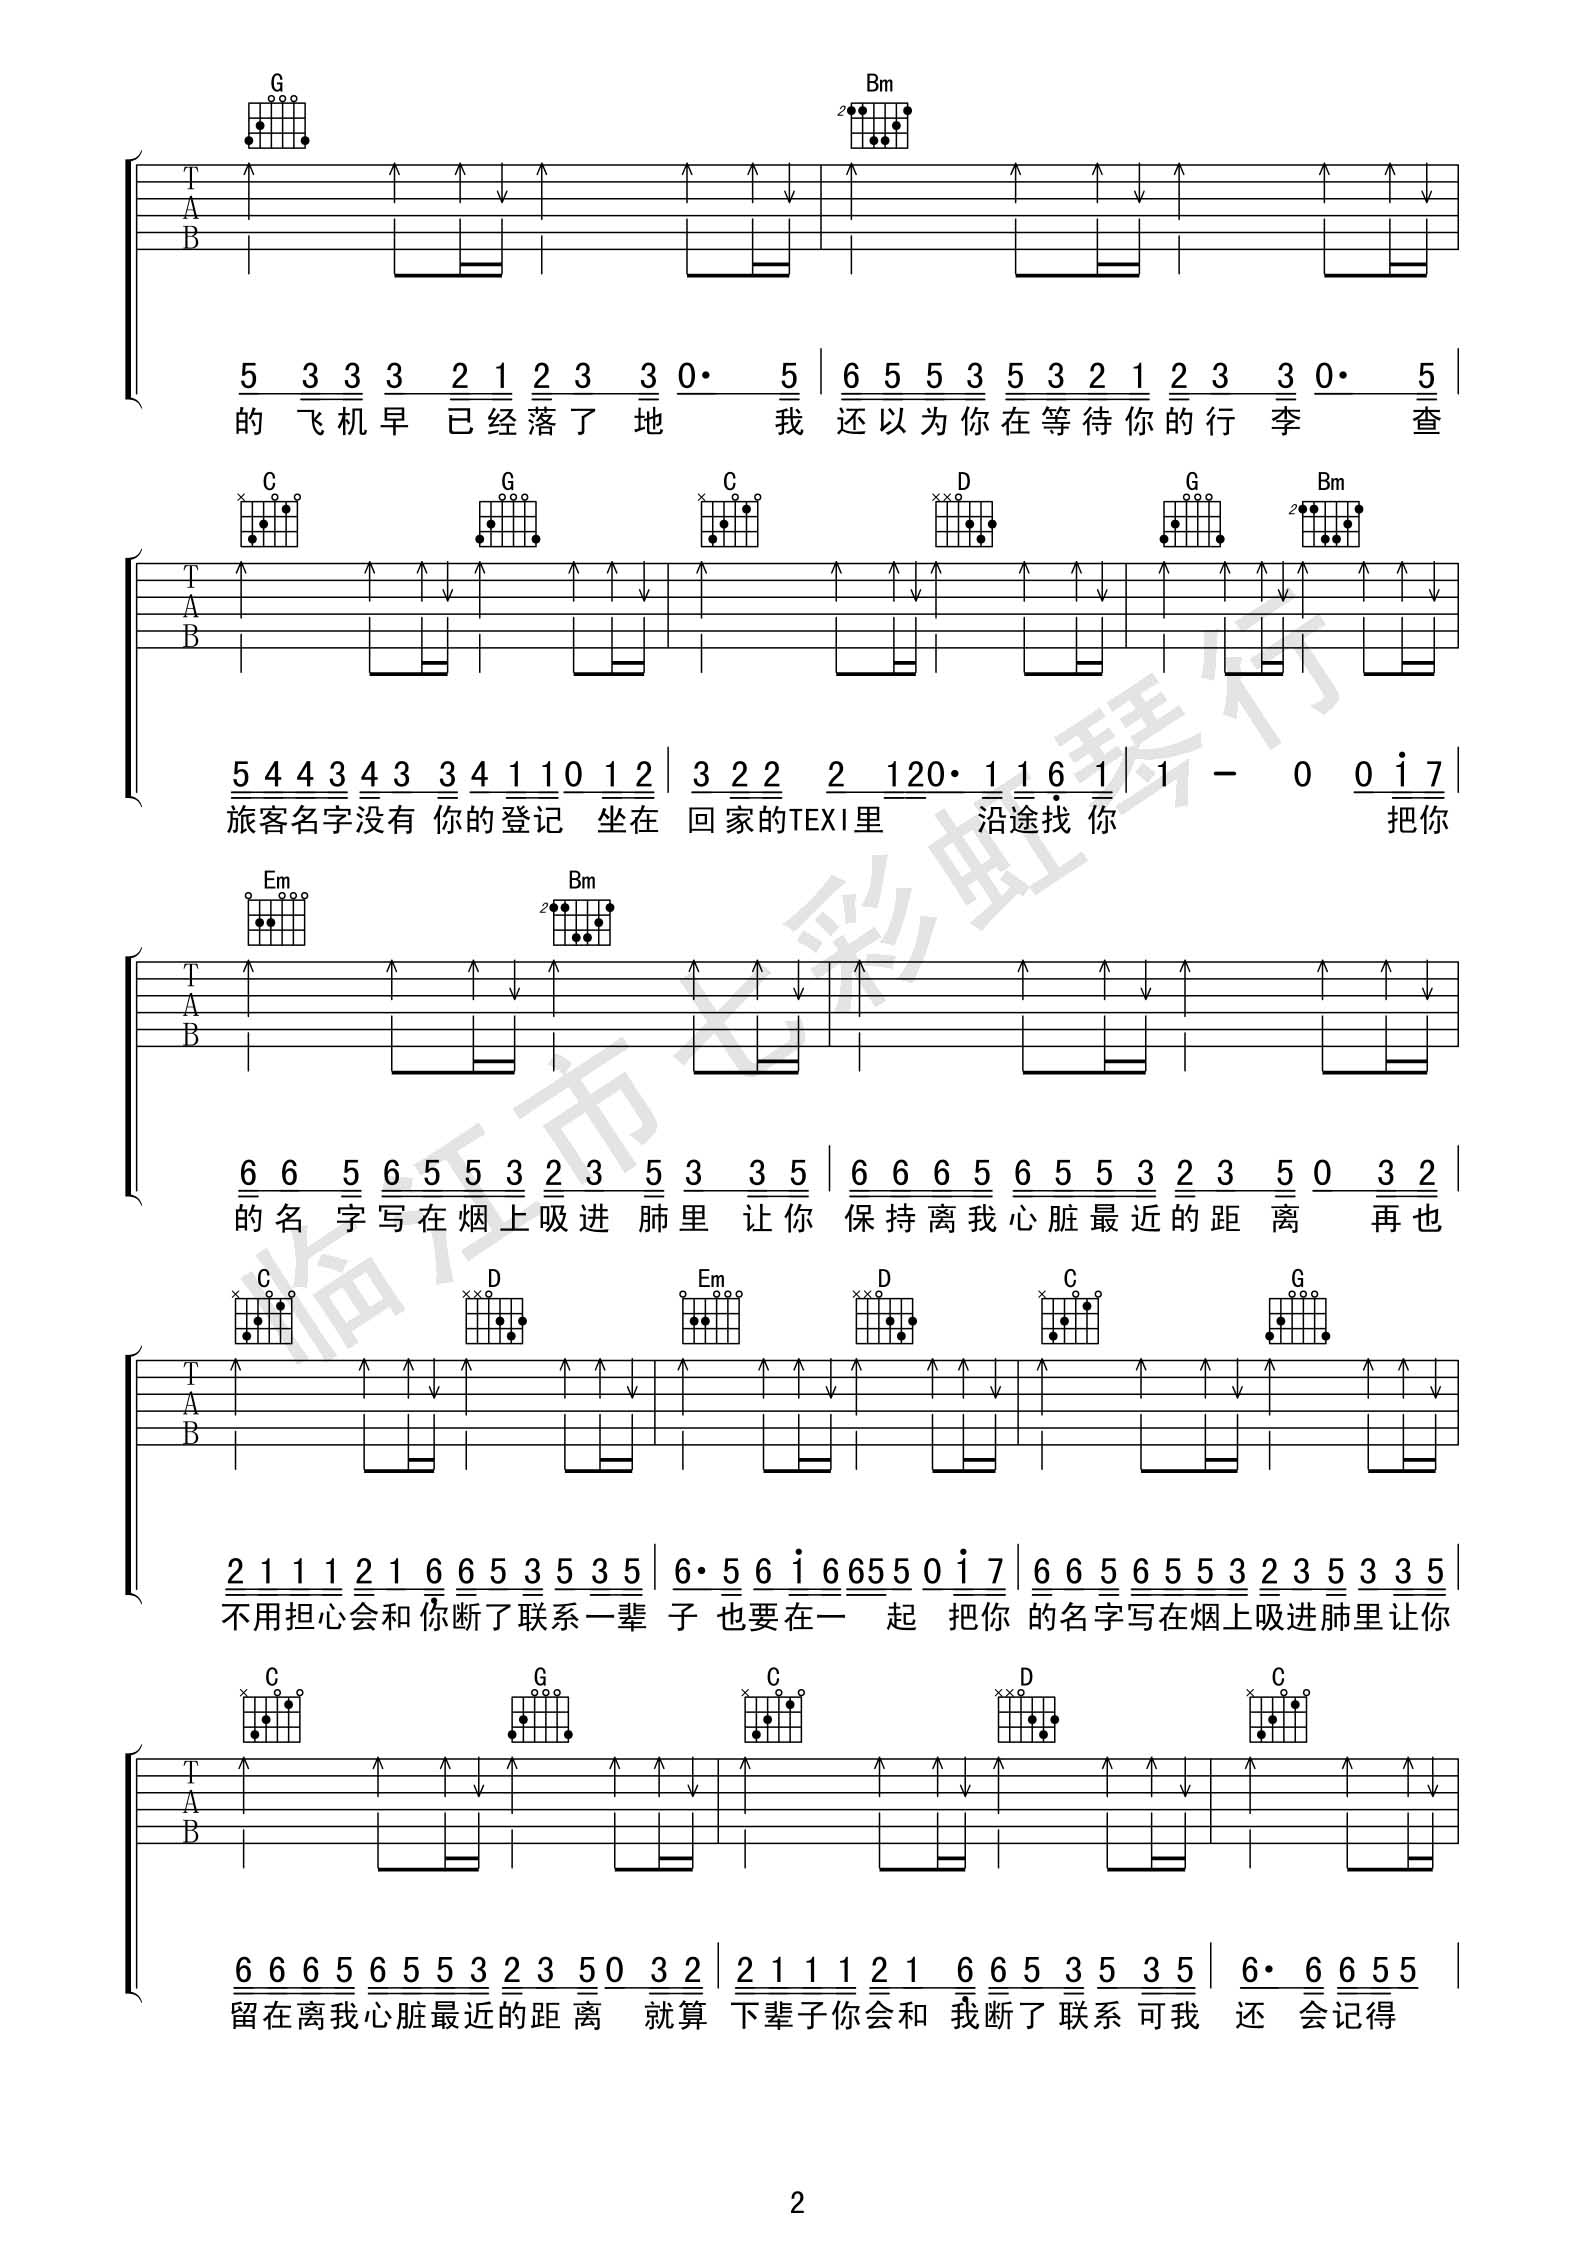 G Bm
2
T
A
B
5 3 3 3 2 1 2 3 3 0· 5 | 6 5 5 3 5 3 2 1 2 3 3 0· 5 |
的 飞机早 已经落了 地 我 还以为你在等待你的行 李 查
C G C D G Bm
2
T
A
B
5 4 4 3 4 3 3 4 1 1 0 1 2 | 3 2 2 2 1 2 0· 1 1 6 1 | 1 - 0 0 1 7 |
旅客名字没有 你的登记 坐在 回家的TEXI里 沿途找 你 把你
Em Bm
2
T
A
B
6 6 5 6 5 5 3 2 3 5 3 3 5 | 6 6 6 5 6 5 5 3 2 3 5 0 3 2 |
的名 字写在烟上吸进 肺里 让你 保持离我心脏最近的距 离 再也
C D Em D C G
T
A
B
2 1 1 1 2 1 6 6 5 3 5 3 5 | 6· 5 6 1 6 6 5 5 0 1 7 | 6 6 5 6 5 5 3 2 3 5 3 3 5 |
不用担心会和你断了联系一辈 子 也要在一 起 把你 的名字写在烟上吸进肺里让你
C G C D C
T
A
B
6 6 6 5 6 5 5 3 2 3 5 0 3 2 | 2 1 1 1 2 1 6 6 5 3 5 3 5 | 6· 6 6 5 5 |
留在离我心脏最近的距离 就算 下辈子你会和 我断了联系 可我 还 会记得
临江市七彩虹琴行
2